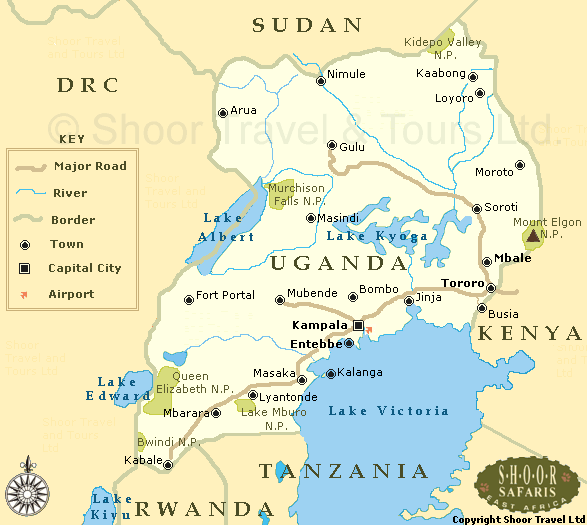 SUDAN
Kidepo Valley
N.P.
DRC
Nimule
Kaabong
Loyoro
Arua
© Shoor Travel & Tours Ltd.
KEY
Major Road
River
Border
Town
Capital City
Airport
Gulu
Moroto
Murchison
Falls N.P.
Soroti
Lake
Albert
Masindi
Lake Kyoga
Mount Elgon
N.P.
UGANDA
Mbale
Tororo
Fort Portal
Mubende
Bombo
Jinja
Busia
Kampala
KENYA
Entebbe
Queen
Elizabeth N.P.
Masaka
Kalanga
Lake
Edward
Lyantonde
Mbarara
Lake Mburo
N.P.
Lake Victoria
Bwindi N.P.
Kabale
TANZANIA
SHOOR
SAFARIS
EAST AFRICA
Lake
Kiyu
RWANDA
Copyright Shoor Travel Ltd